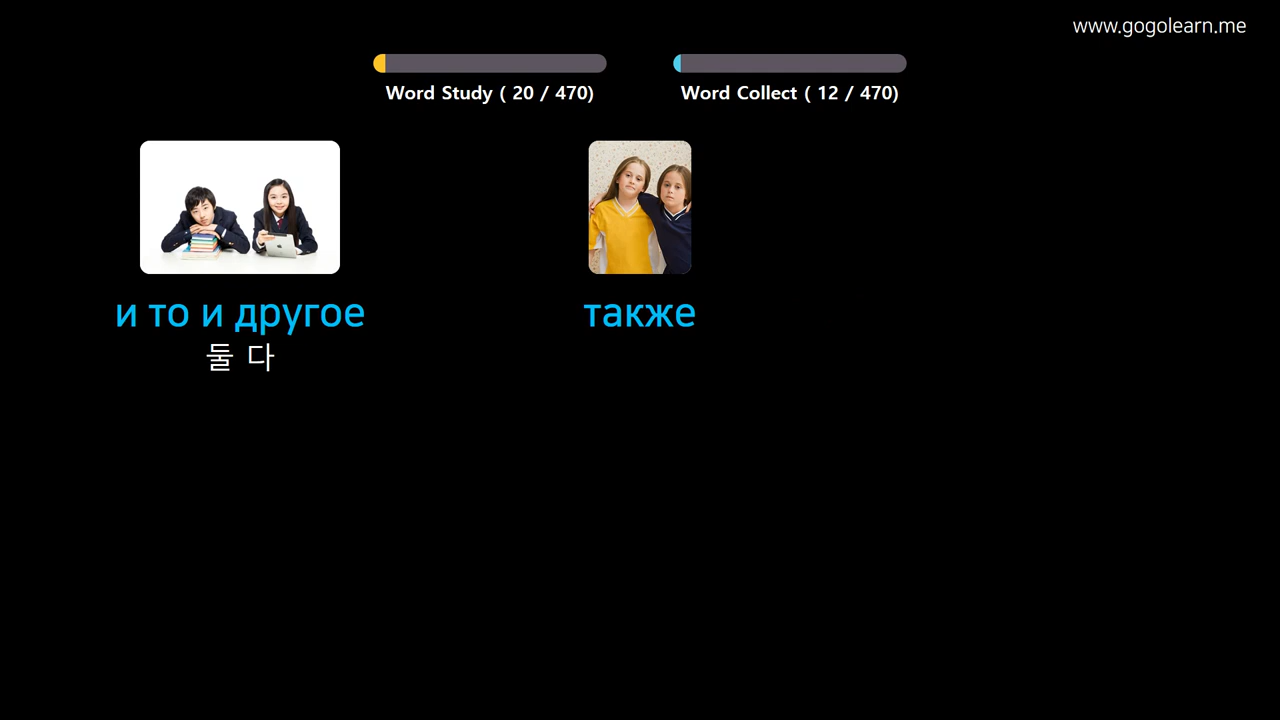 www.gogolearn.me
Word Study ( 20 / 470)
Word Collect ( 12 / 470)
и то и другое
둘 다
также